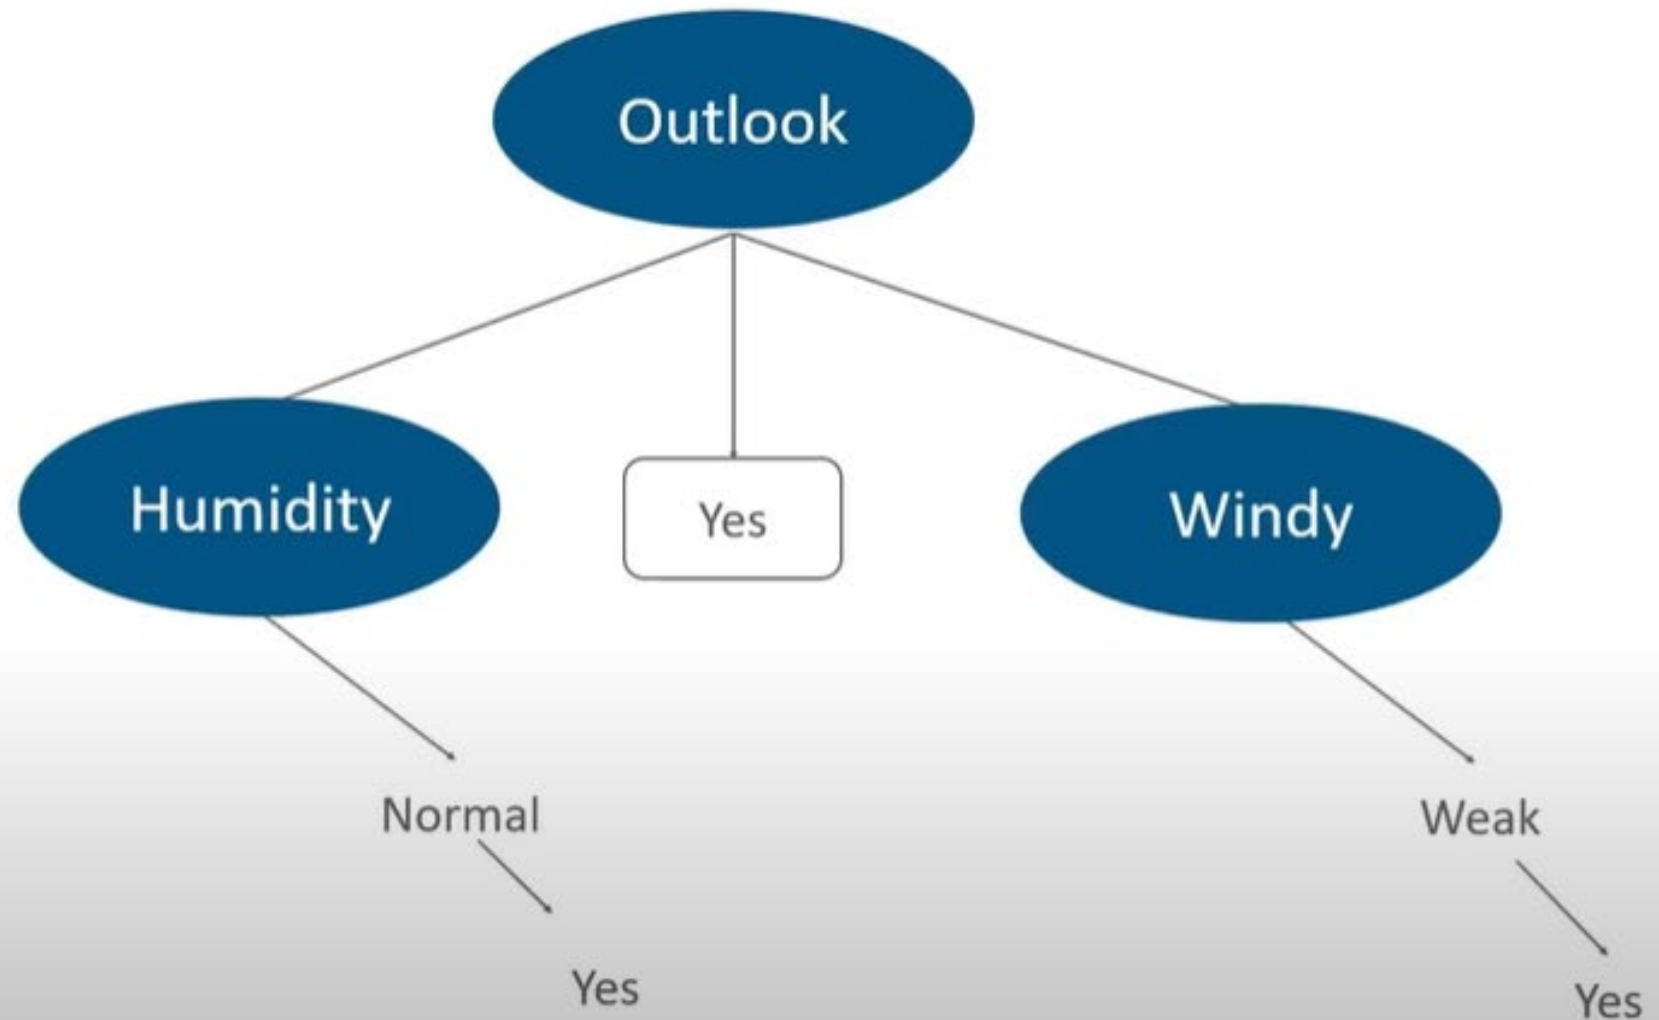 Outlook
Humidity
Yes
Windy
Normal
Weak
Yes
Yes